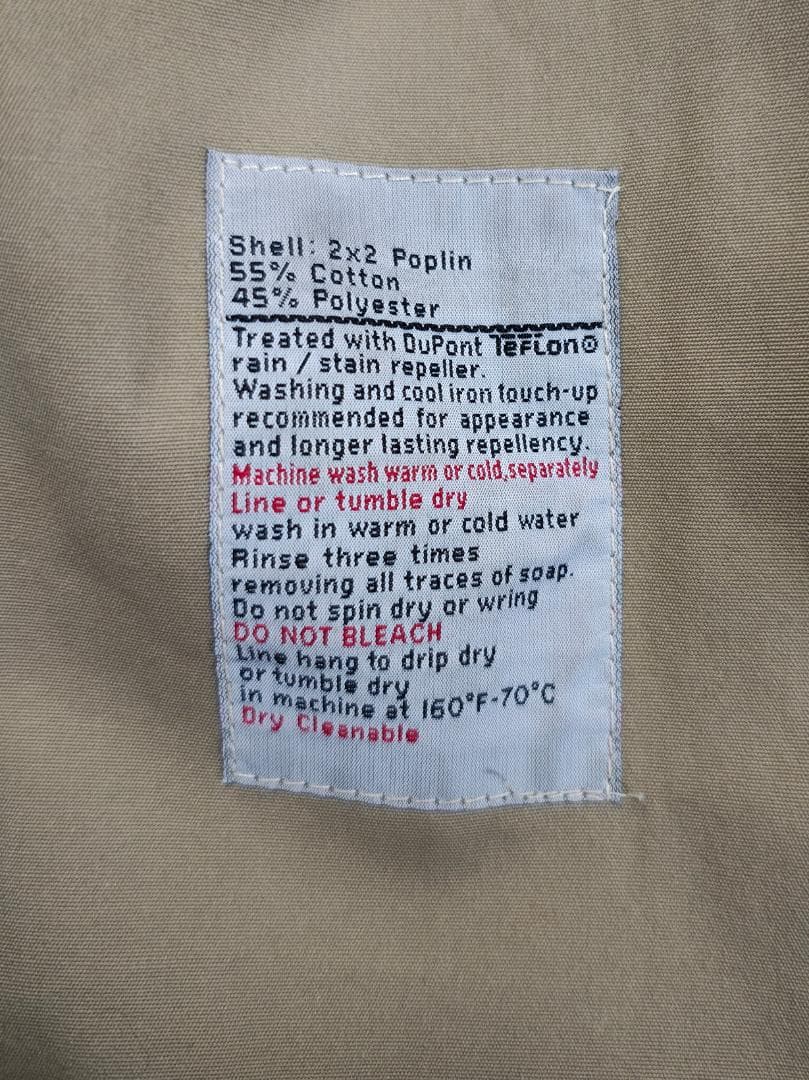 Shell: 2x2 Poplin
55% Cotton
45% Polyester
Treated with DuPont TEFLON®
rain / stain repeller.
Washing and cool iron touch-up
recommended for appearance
and longer lasting repellency.
Machine wash warm or cold, separately
Line or tumble dry
wash in warm or cold water
Rinse three times
removing all traces of soap.
Do not spin dry or wring
DO NOT BLEACH
Line hang to drip dry
or tumble dry
in machine at 160°F-70°C
Dry Cleanable